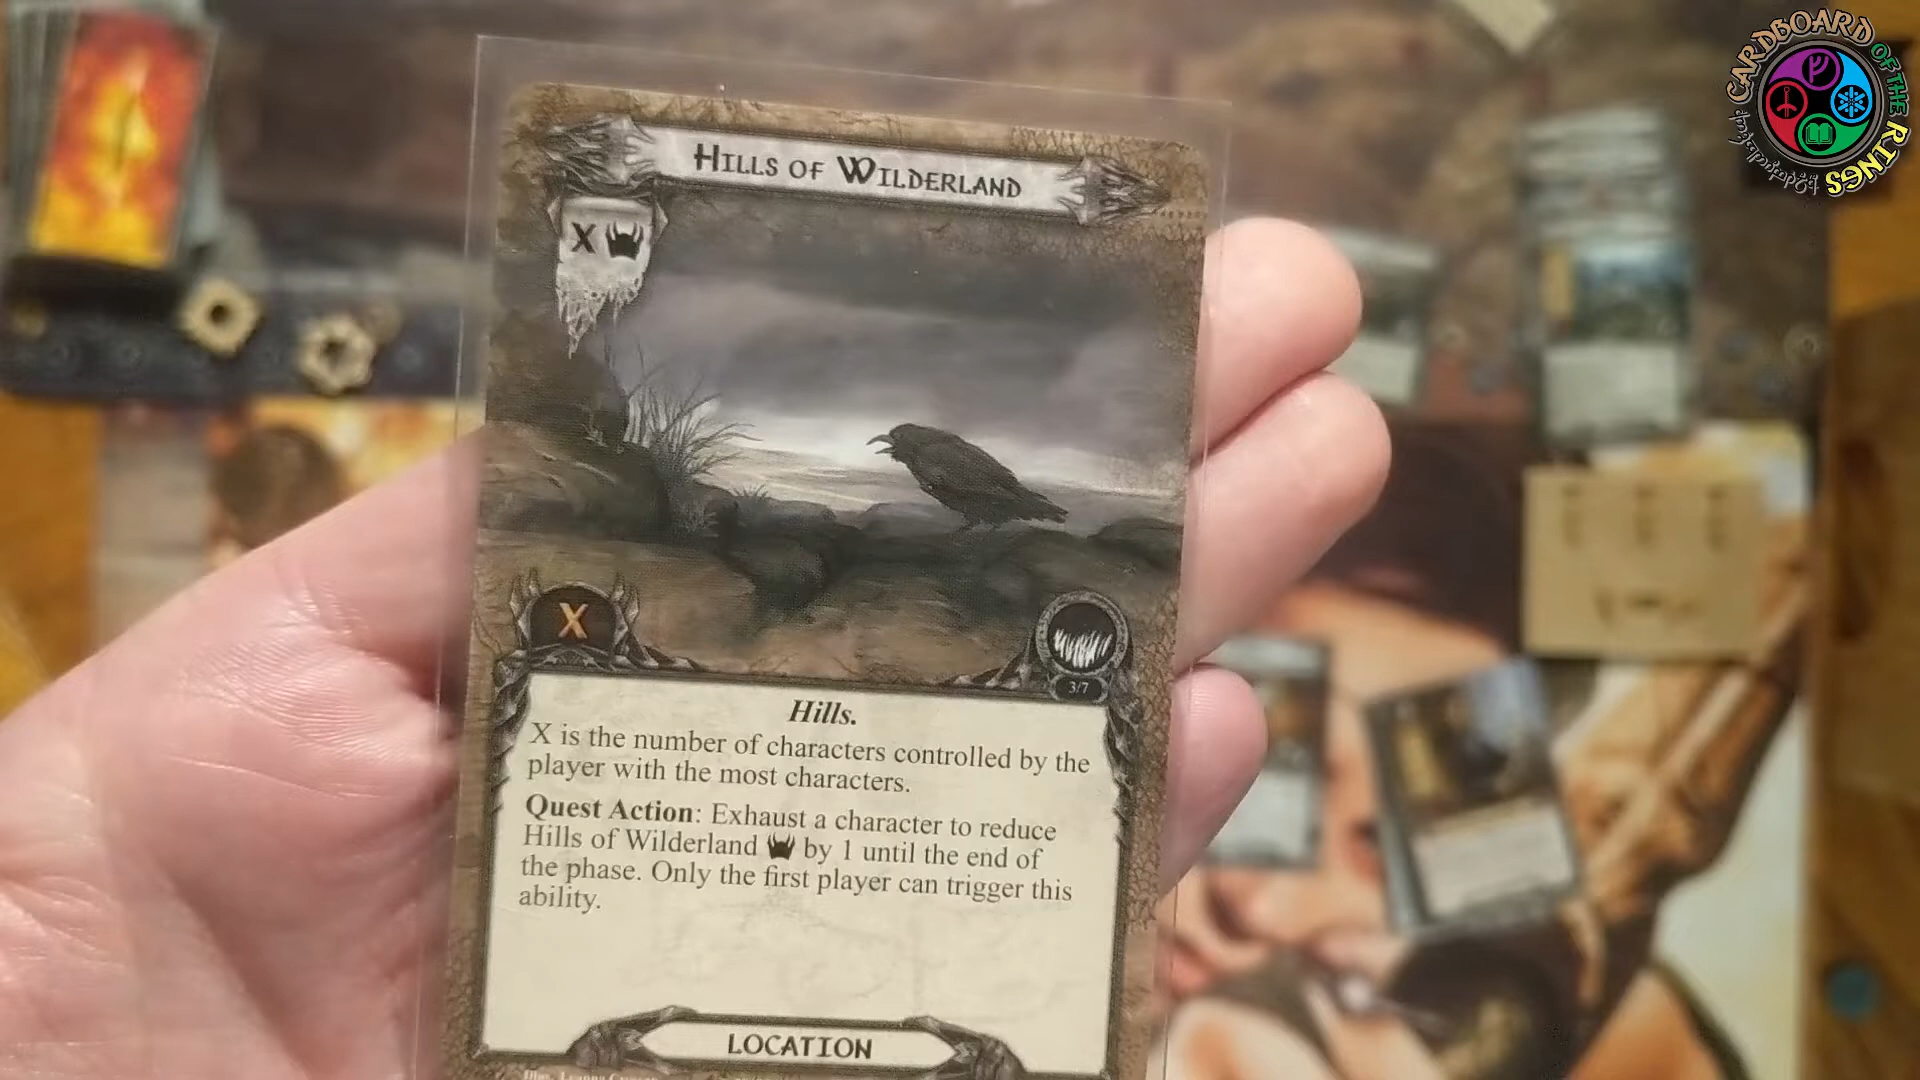 CARDBOARD OF THE RINGS
HILLS OF WILDERLAND
X
X
3/7
Hills.
X is the number of characters controlled by the
player with the most characters.
Quest Action: Exhaust a character to reduce
Hills of Wilderland by 1 until the end of
the phase. Only the first player can trigger this
ability.
LOCATION